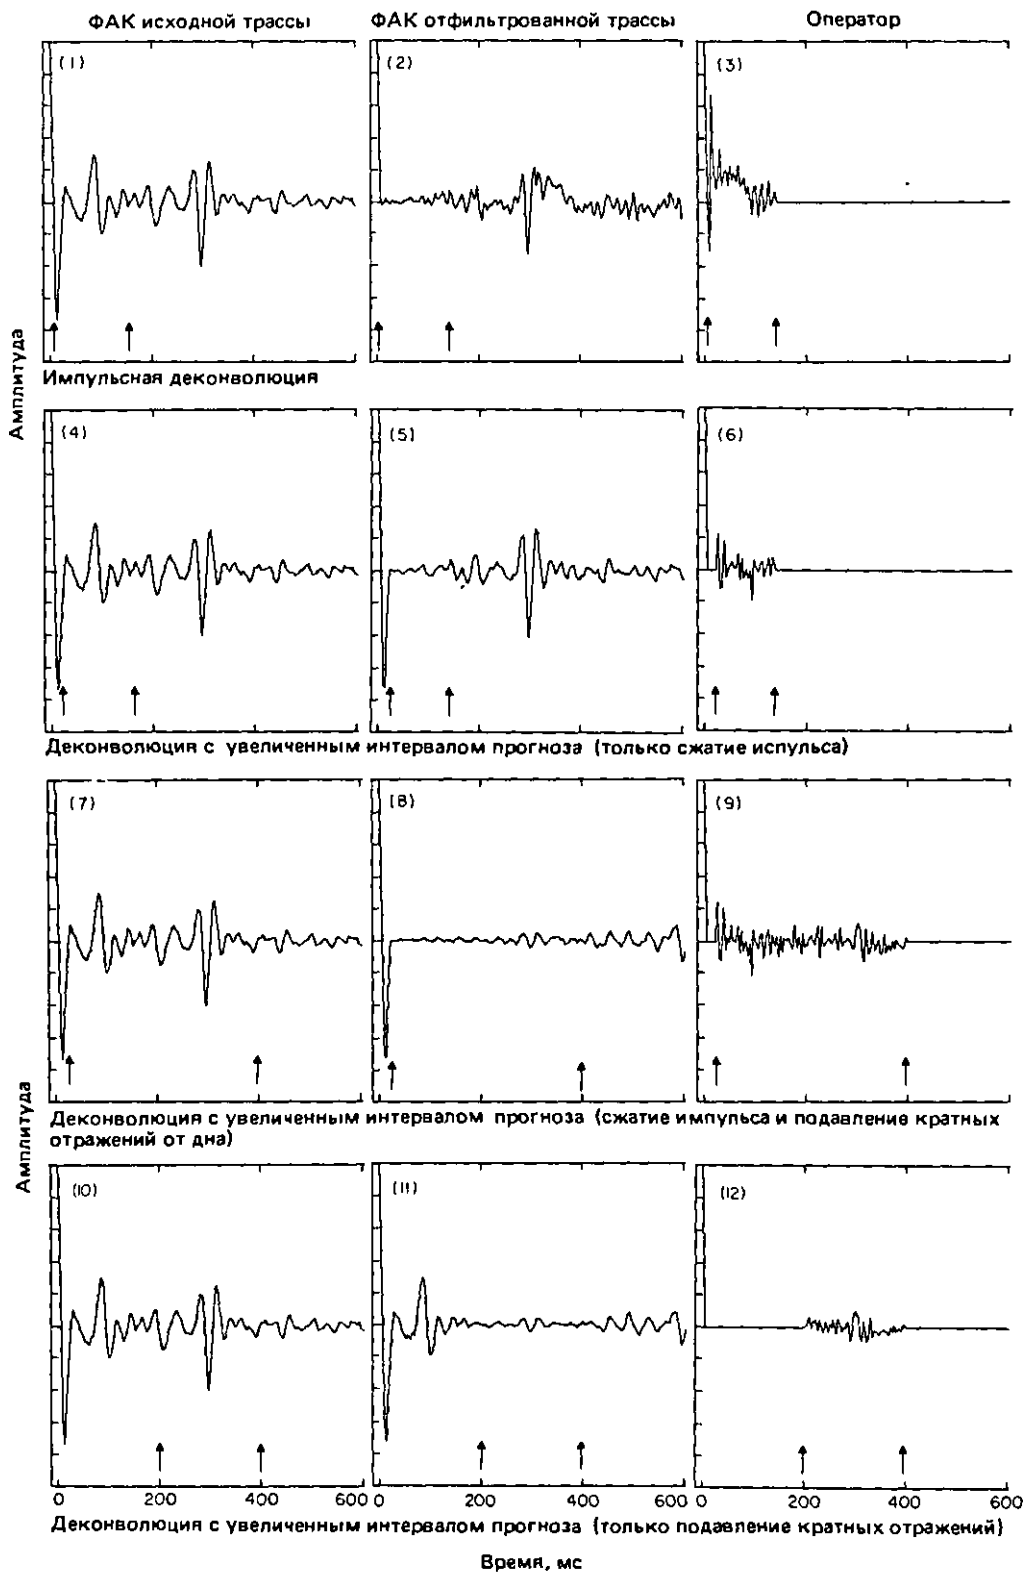 ФАК исходной трассы ФАК отфильтрованной трассы Оператор
(1) (2) (3)
Амплитуда
Импульсная деконволюция
(4) (5) (6)
Деконволюция с увеличенным интервалом прогноза (только сжатие испульса)
(7) (8) (9)
Амплитуда
Деконволюция с увеличенным интервалом прогноза (сжатие импульса и подавление кратных
отражений от дна)
(10) (11) (12)
0 200 400 600 0 200 400 600 0 200 400 600
Деконволюция с увеличенным интервалом прогноза (только подавление кратных отражений)
Время, мс